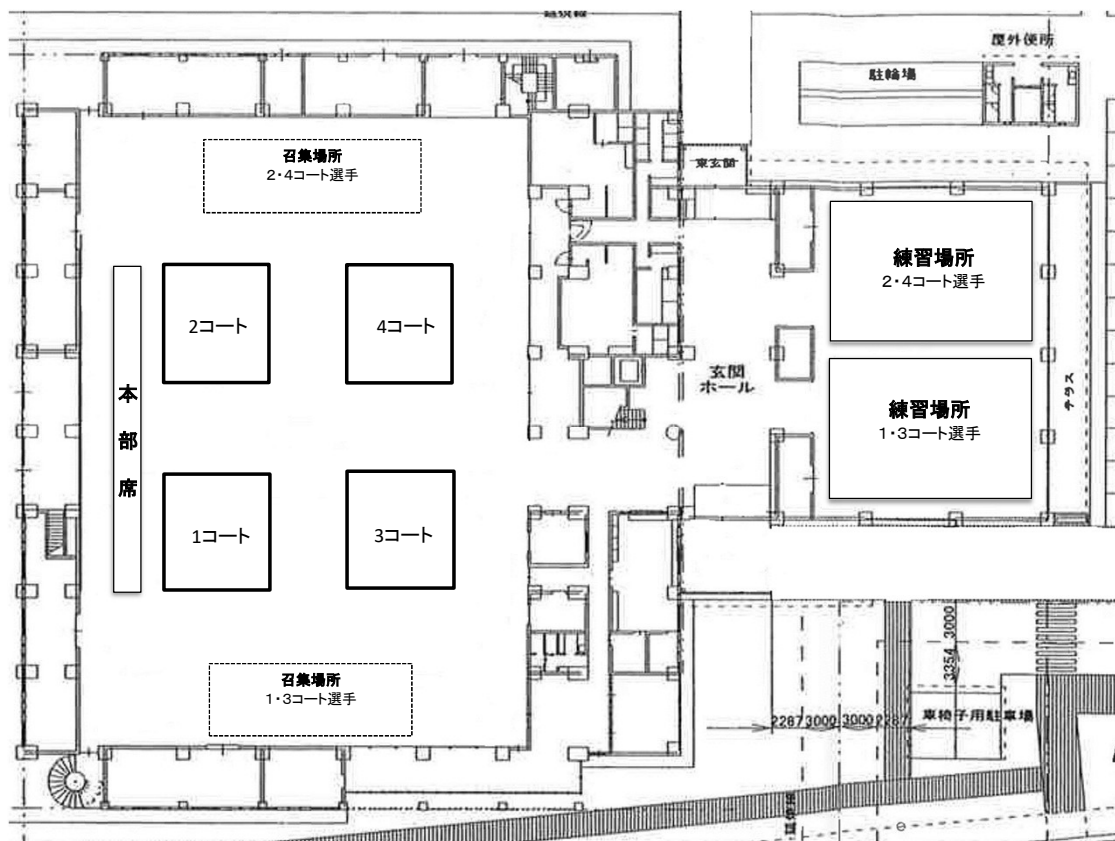 屋外便所
駐輪場
召集場所
2・4コート選手
東玄関
練習場所
2・4コート選手
2コート
4コート
本部席
玄関
ホール
テラス
練習場所
1・3コート選手
1コート
3コート
召集場所
1・3コート選手
3354 3000
2287 3000 3000 2287
車椅子用駐車場